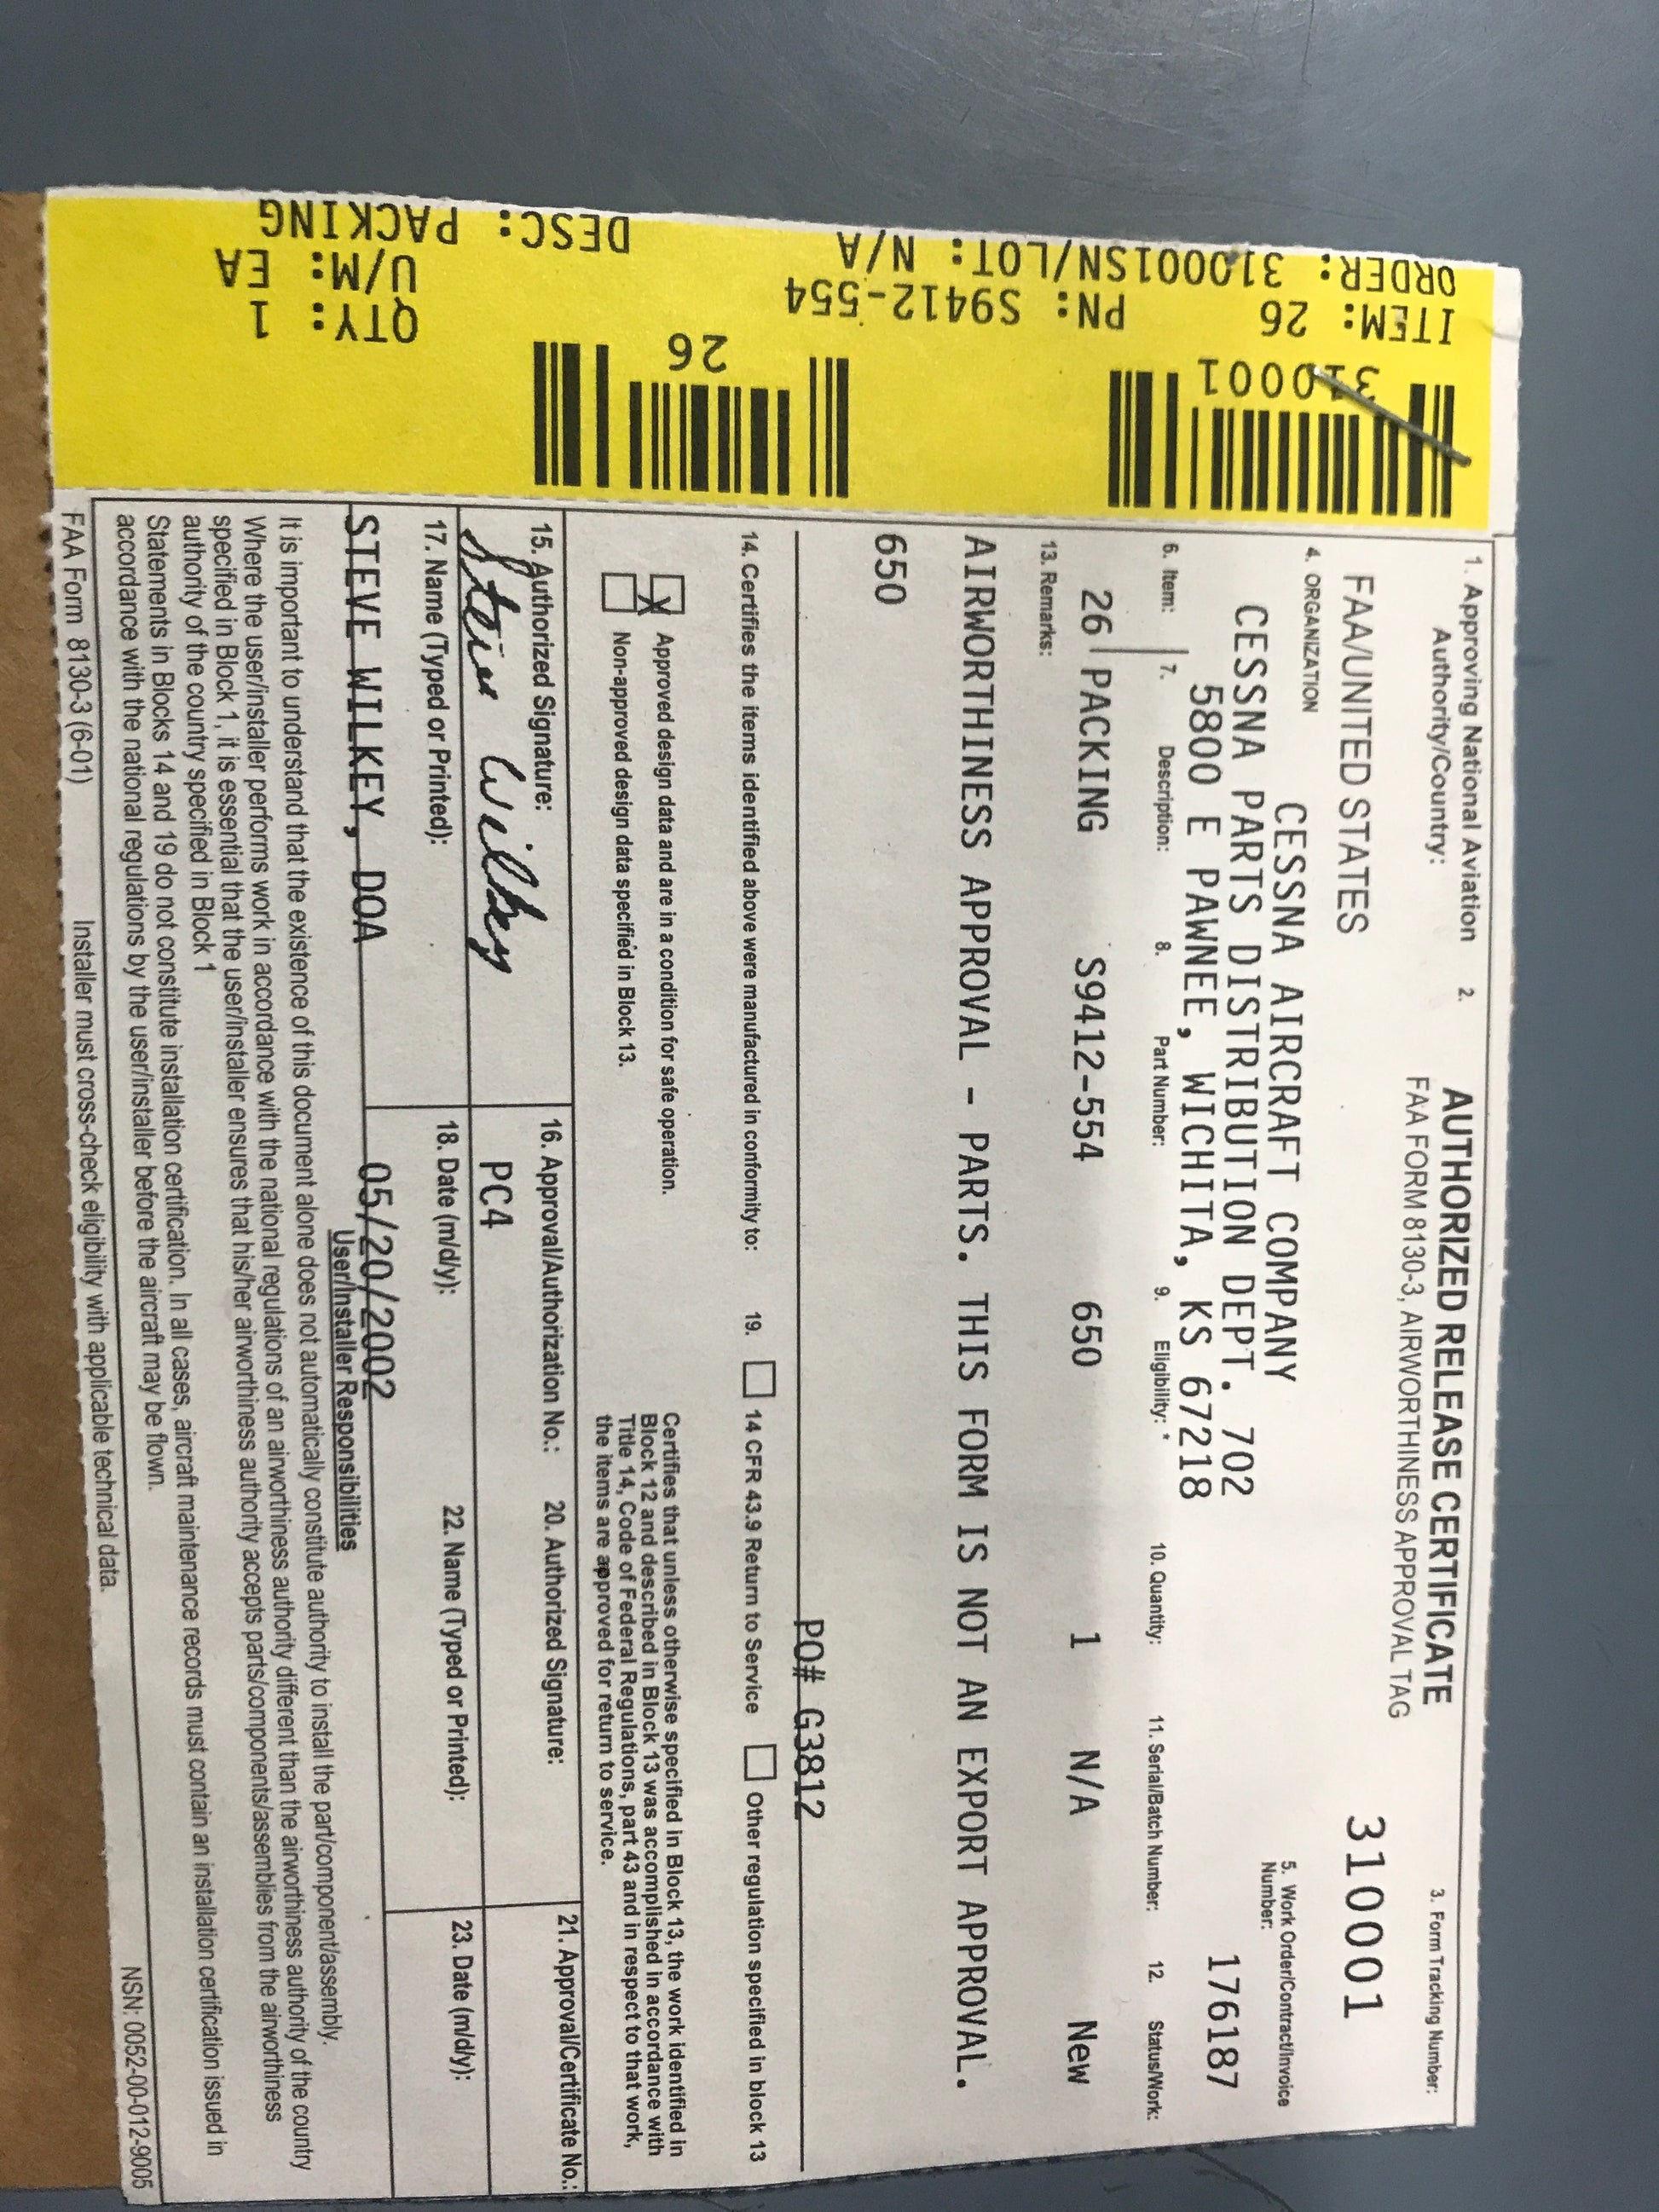 1. Approving National Aviation
Authority/Country:
FAA/UNITED STATES
2.
AUTHORIZED RELEASE CERTIFICATE
FAA FORM 8130-3, AIRWORTHINESS APPROVAL TAG
3. Form Tracking Number:
310001
4. ORGANIZATION
CESSNA AIRCRAFT COMPANY
CESSNA PARTS DISTRIBUTION DEPT. 702
5800 E PAWNEE, WICHITA, KS 67218
5. Work Order/Contract/Invoice
Number:
176187
6. Item: 7. Description: 8. Part Number: 9. Eligibility: * 10. Quantity: 11. Serial/Batch Number: 12. Status/Work:
26 PACKING S9412-554 650 1 N/A New
13. Remarks:
AIRWORTHINESS APPROVAL - PARTS. THIS FORM IS NOT AN EXPORT APPROVAL.
650
PO# G3812
14. Certifies the items identified above were manufactured in conformity to:
X Approved design data and are in a condition for safe operation.
Non-approved design data specified in Block 13.
19. 14 CFR 43.9 Return to Service Other regulation specified in block 13
Certifies that unless otherwise specified in Block 13, the work identified in
Block 12 and described in Block 13 was accomplished in accordance with
Title 14, Code of Federal Regulations, part 43 and in respect to that work,
the items are approved for return to service.
15. Authorized Signature:
Steve Wilkey
16. Approval/Authorization No.:
PC4
20. Authorized Signature:
21. Approval/Certificate No.:
17. Name (Typed or Printed):
STEVE WILKEY, DOA
18. Date (m/d/y):
05/20/2002
22. Name (Typed or Printed):
23. Date (m/d/y):
User/Installer Responsibilities
It is important to understand that the existence of this document alone does not automatically constitute authority to install the part/component/assembly.
Where the user/installer performs work in accordance with the national regulations of an airworthiness authority different than the airworthiness authority of the country
specified in Block 1, it is essential that the user/installer ensures that his/her airworthiness authority accepts parts/components/assemblies from the airworthiness
authority of the country specified in Block 1
Statements in Blocks 14 and 19 do not constitute installation certification. In all cases, aircraft maintenance records must contain an installation certification issued in
accordance with the national regulations by the user/installer before the aircraft may be flown.
FAA Form 8130-3 (6-01)
Installer must cross-check eligibility with applicable technical data.
NSN: 0052-00-012-9005
310001
26
ITEM: 26 PN: S9412-554 QTY: 1
U/M: EA
ORDER: 310001SN/LOT: N/A DESC: PACKING